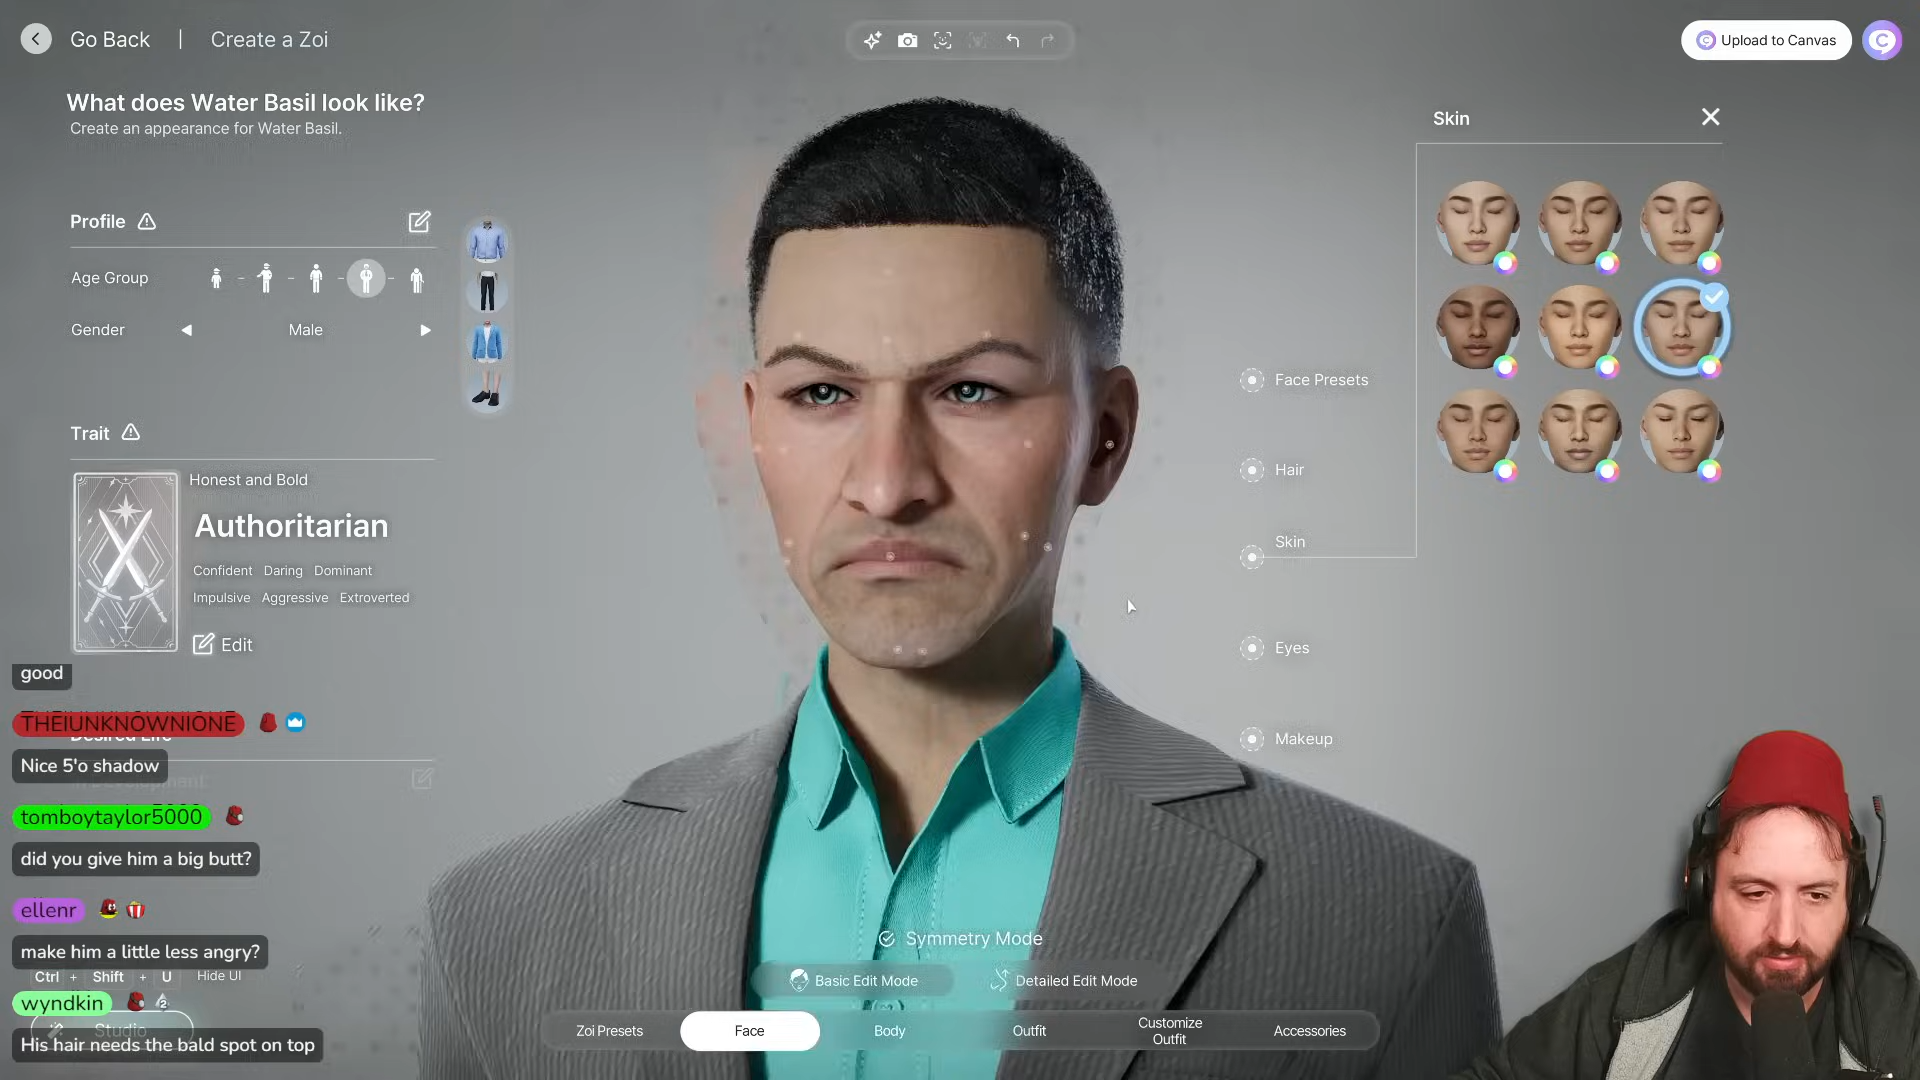 Go Back | Create a Zoi
Upload to Canvas
What does Water Basil look like?
Create an appearance for Water Basil.
Profile
Age Group
Gender
Male
Trait
Honest and Bold
Authoritarian
Confident Daring Dominant
Impulsive Aggressive Extroverted
Edit
good
THEIUNKNOWNIONE
Desired Life
Nice 5'o shadow
tomboytaylor5000
did you give him a big butt?
ellenr
make him a little less angry?
Ctrl + Shift + U Hide UI
wyndkin
2
Studio
His hair needs the bald spot on top
Skin
Face Presets
Hair
Skin
Eyes
Makeup
Symmetry Mode
Basic Edit Mode
Detailed Edit Mode
Zoi Presets
Face
Body
Outfit
Customize
Outfit
Accessories